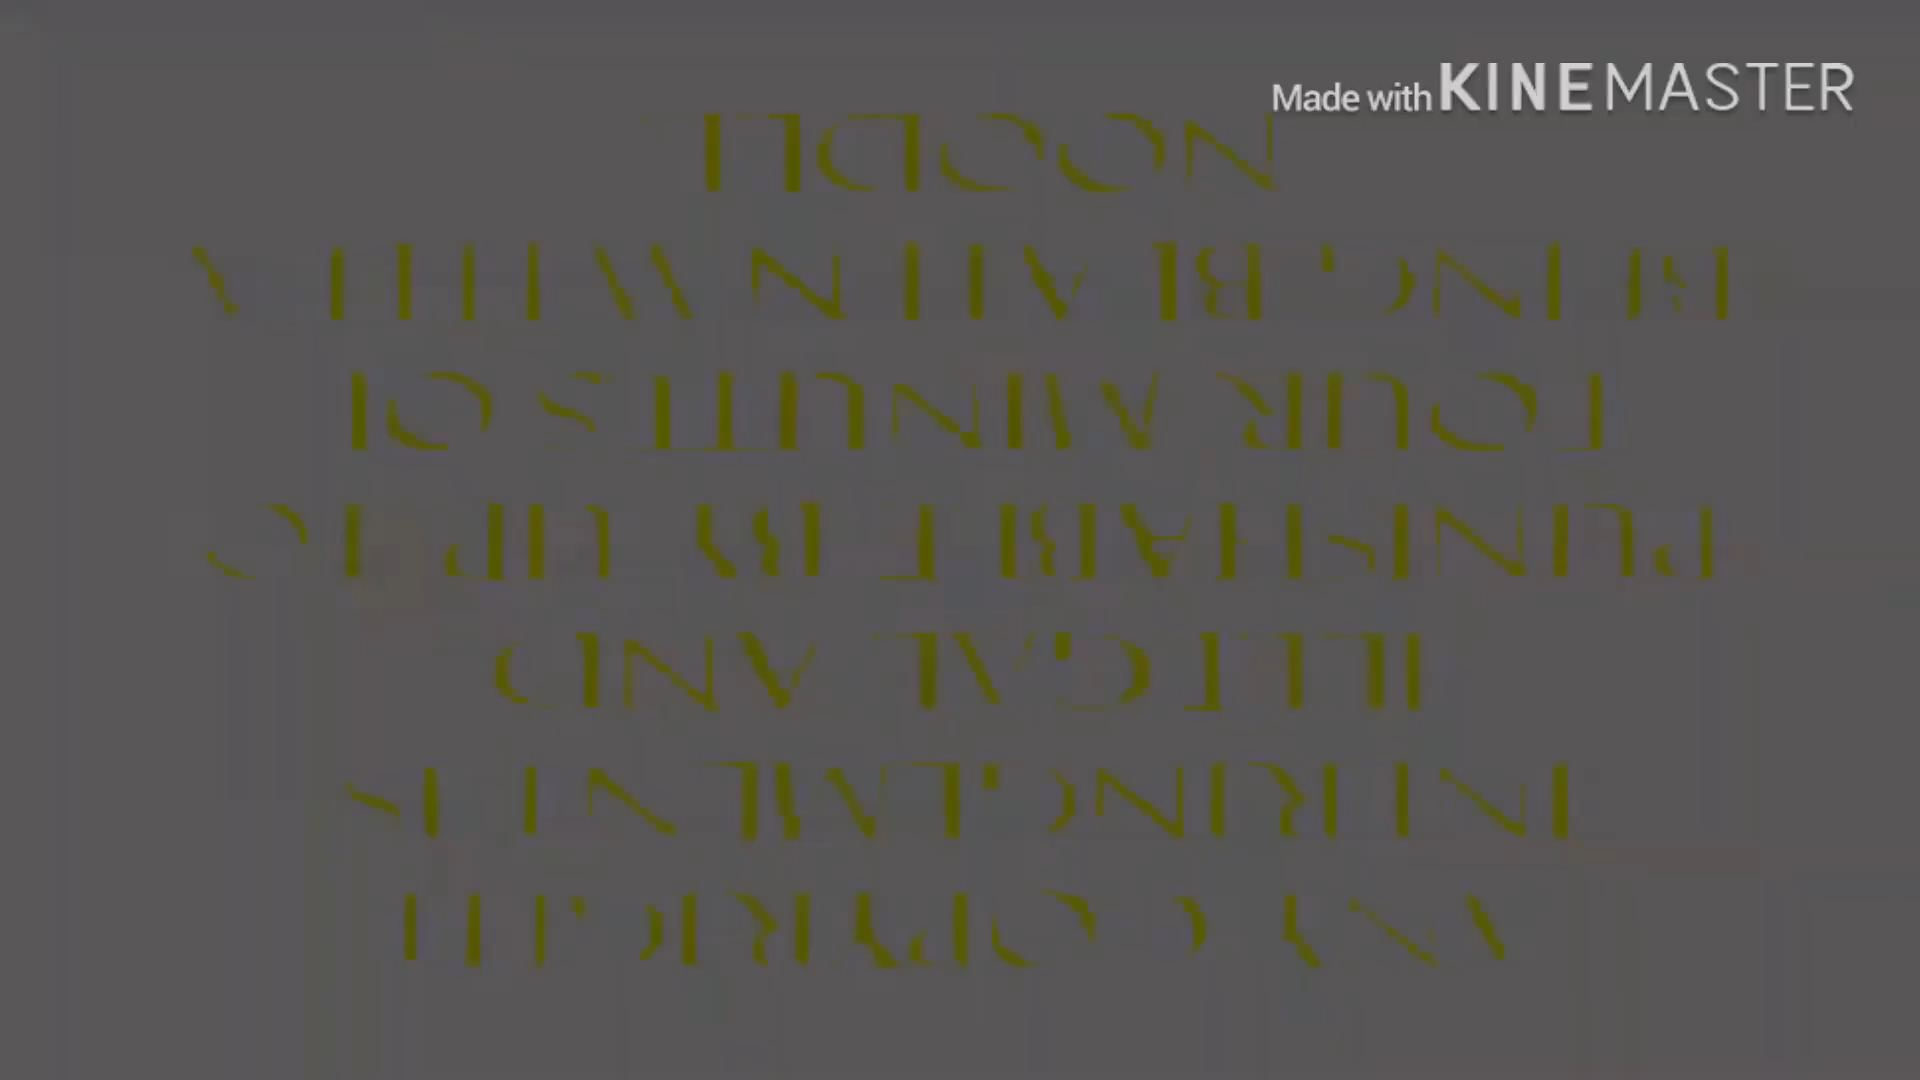 Made with KINEMASTER
ANY COPYRIGHT
INFRINGEMENT IS
ILLEGAL AND
PUNISHABLE BY UP TO
FOUR MINUTES OF
BEING BEATEN WITH A
NOODLE